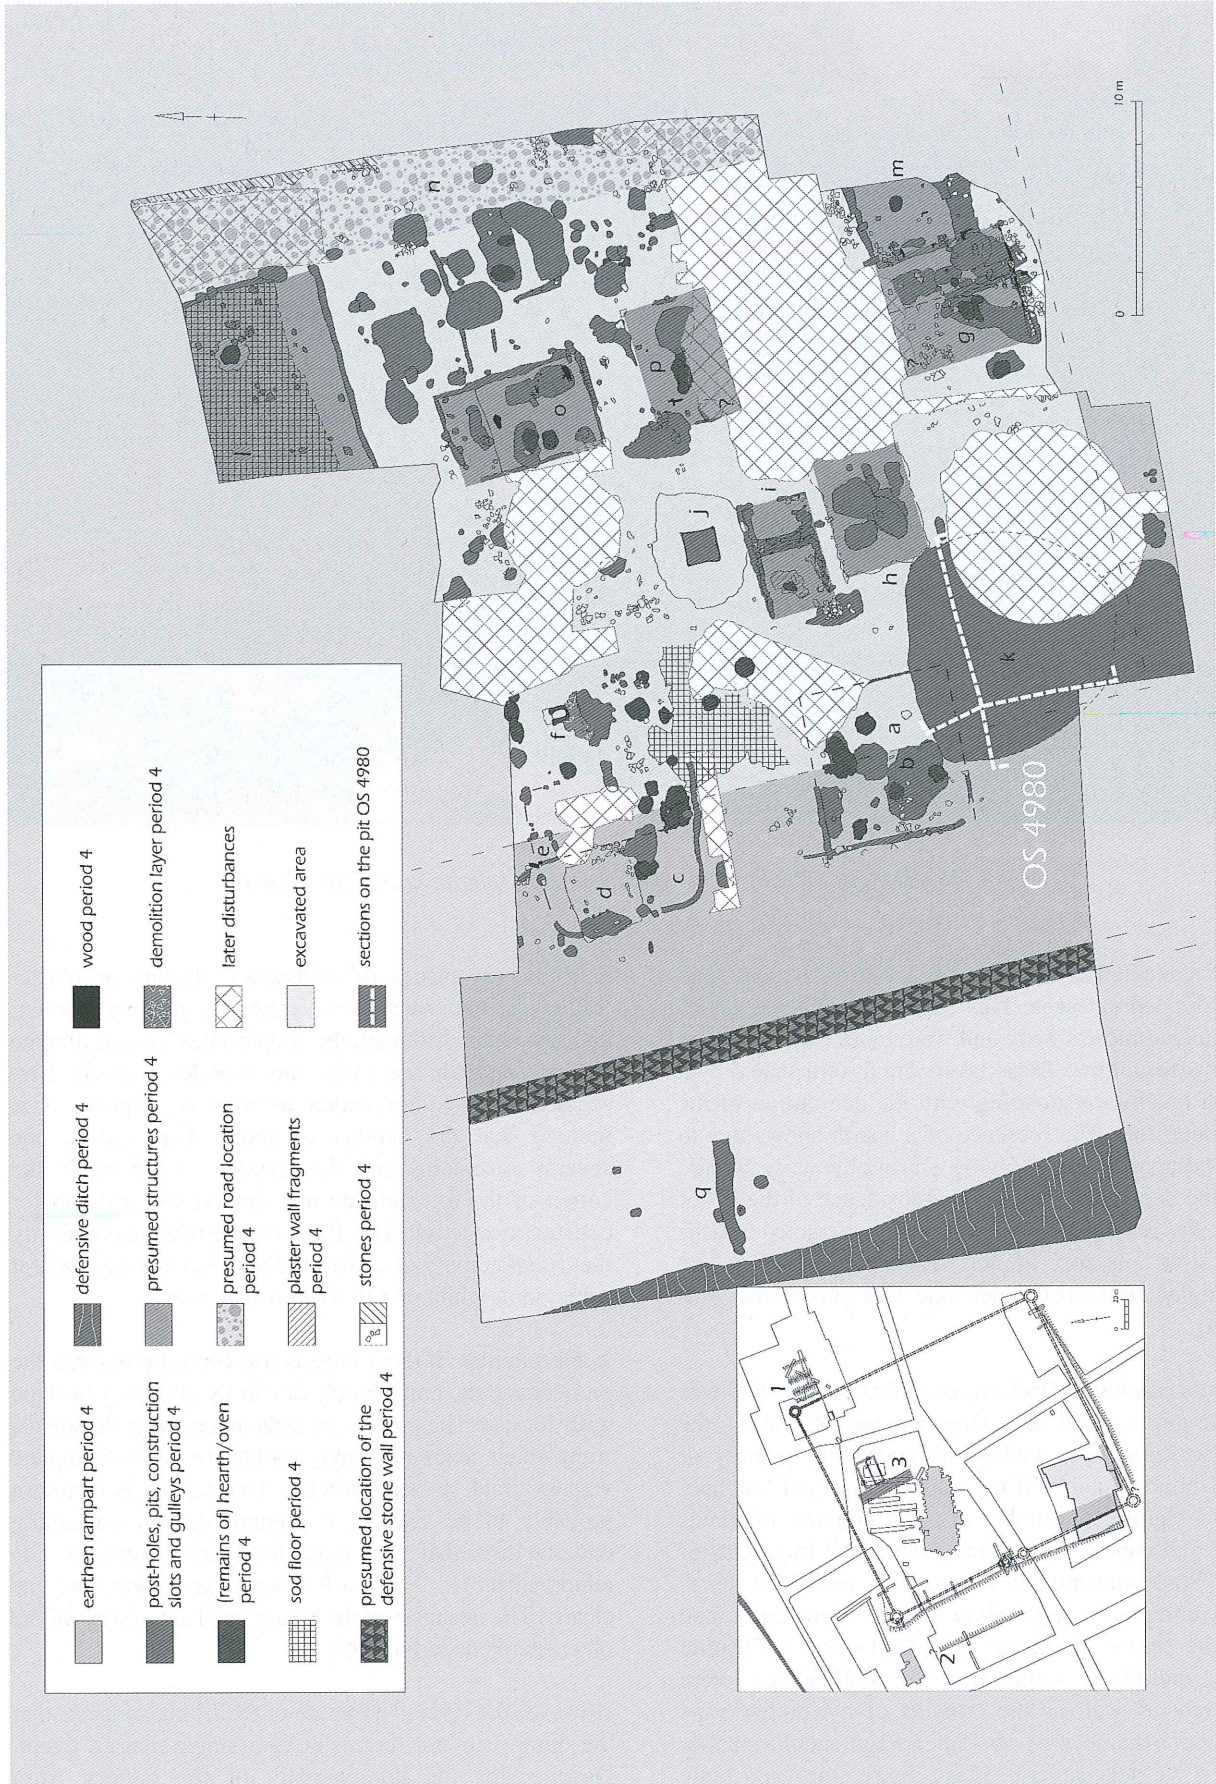 earthen rampart period 4
post-holes, pits, construction
slots and gulleys period 4
(remains of) hearth/oven
period 4
sod floor period 4
presumed location of the
defensive stone wall period 4
defensive ditch period 4
presumed structures period 4
presumed road location
period 4
plaster wall fragments
period 4
stones period 4
wood period 4
demolition layer period 4
later disturbances
excavated area
sections on the pit OS 4980
l
n
o
p
t
?
m
g
?
j
i
h
k
a
b
OS 4980
f
e
d
c
q
0
10 m
1
2
3
?
?
0
20 m